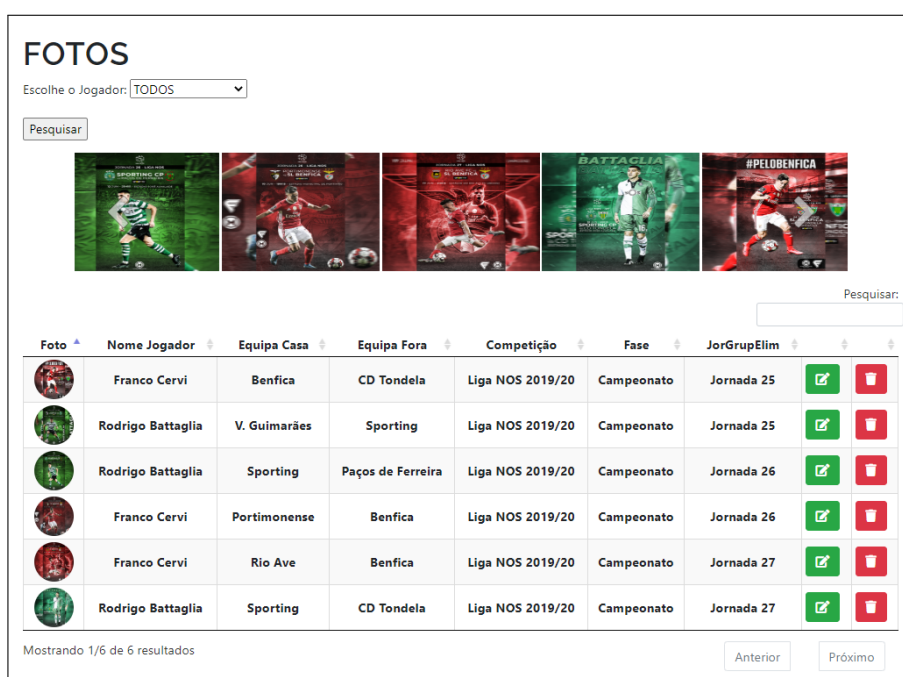 FOTOS
Escolhe o Jogador: TODOS
Pesquisar
SPORTING CP
SL BENFICA
BATTAGLIA
#PELOBENFICA
Pesquisar:
Foto Nome Jogador Equipa Casa Equipa Fora Competição Fase JorGrupElim
Franco Cervi Benfica CD Tondela Liga NOS 2019/20 Campeonato Jornada 25
Rodrigo Battaglia V. Guimarães Sporting Liga NOS 2019/20 Campeonato Jornada 25
Rodrigo Battaglia Sporting Paços de Ferreira Liga NOS 2019/20 Campeonato Jornada 26
Franco Cervi Portimonense Benfica Liga NOS 2019/20 Campeonato Jornada 26
Franco Cervi Rio Ave Benfica Liga NOS 2019/20 Campeonato Jornada 27
Rodrigo Battaglia Sporting CD Tondela Liga NOS 2019/20 Campeonato Jornada 27
Mostrando 1/6 de 6 resultados
Anterior Próximo